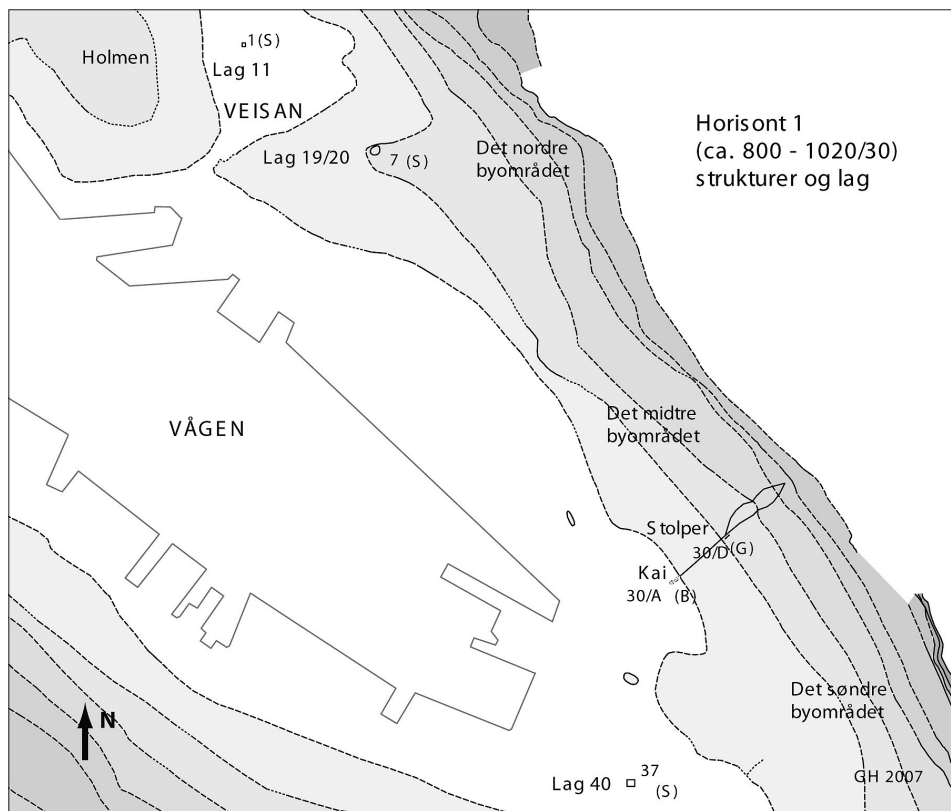 Holmen
1 (S)
Lag 11
VEISAN
Lag 19/20
7 (S)
Det nordre
byområdet
Horisont 1
(ca. 800 - 1020/30)
strukturer og lag
VÅGEN
Det midtre
byområdet
Stolper
30/D (G)
Kai
30/A (B)
Det søndre
byområdet
N
Lag 40
37
(S)
GH 2007